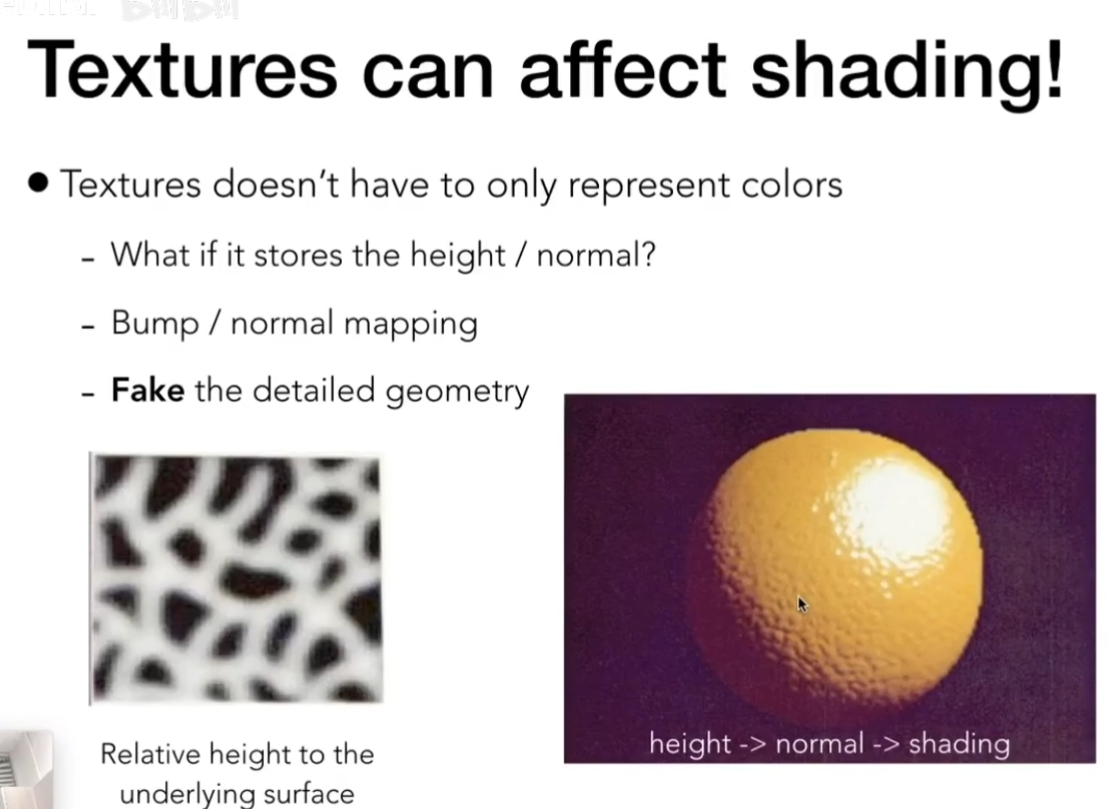 Textures can affect shading!
● Textures doesn't have to only represent colors
- What if it stores the height / normal?
- Bump / normal mapping
- Fake the detailed geometry
Relative height to the
underlying surface
height -> normal -> shading